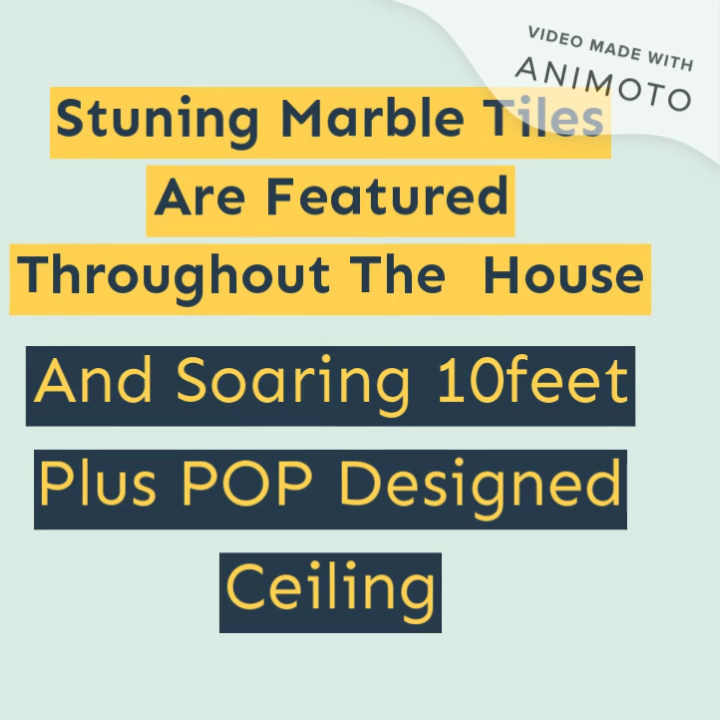 VIDEO MADE WITH
ANIMOTO
Stuning Marble Tiles
Are Featured
Throughout The  House
And Soaring 10feet
Plus POP Designed
Ceiling